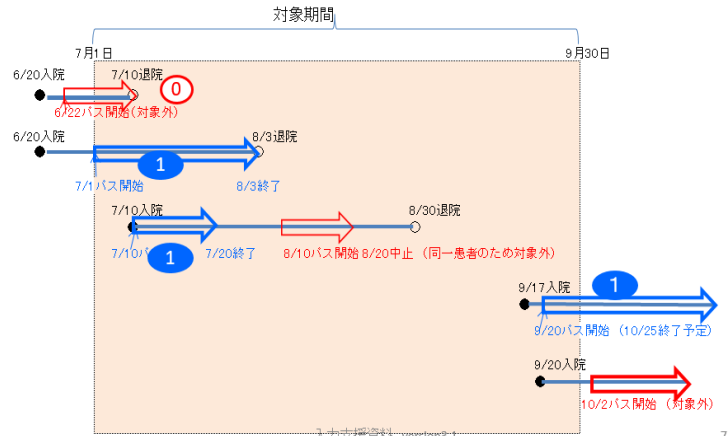 対象期間
7月1日
9月30日
6/20入院
7/10退院
0
6/22パス開始(対象外)
6/20入院
8/3退院
1
7/1パス開始
8/3終了
7/10入院
8/30退院
7/10パ
1
7/20終了
8/10パス開始 8/20中止 (同一患者のため対象外)
9/17入院
1
9/20パス開始 (10/25終了予定)
9/20入院
10/2パス開始 (対象外)
7